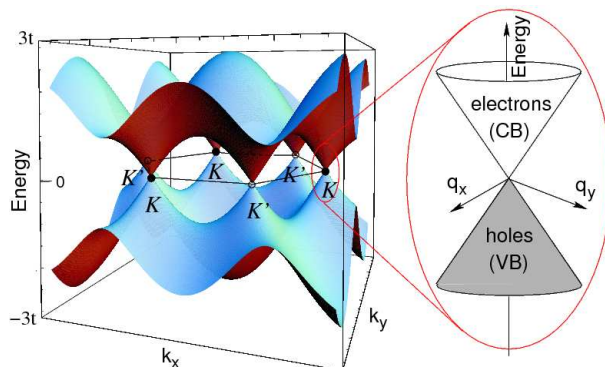 3t
Energy
0
−3t
K'
K
K
K'
K'
K
k_x
k_y
Energy
electrons
(CB)
q_x
q_y
holes
(VB)